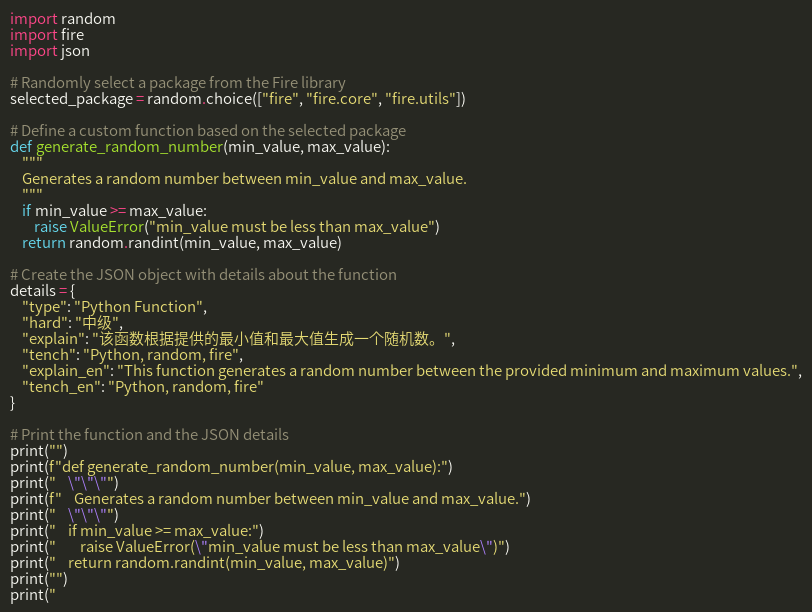 import random
import fire
import json

# Randomly select a package from the Fire library
selected_package = random.choice(["fire", "fire.core", "fire.utils"])

# Define a custom function based on the selected package
def generate_random_number(min_value, max_value):
    """
    Generates a random number between min_value and max_value.
    """
    if min_value >= max_value:
        raise ValueError("min_value must be less than max_value")
    return random.randint(min_value, max_value)

# Create the JSON object with details about the function
details = {
    "type": "Python Function",
    "hard": "中级",
    "explain": "该函数根据提供的最小值和最大值生成一个随机数。",
    "tench": "Python, random, fire",
    "explain_en": "This function generates a random number between the provided minimum and maximum values.",
    "tench_en": "Python, random, fire"
}

# Print the function and the JSON details
print("")
print(f"def generate_random_number(min_value, max_value):")
print("    \"\"\"")
print(f"    Generates a random number between min_value and max_value.")
print("    \"\"\"")
print("    if min_value >= max_value:")
print("        raise ValueError(\"min_value must be less than max_value\")")
print("    return random.randint(min_value, max_value)")
print("")
print("